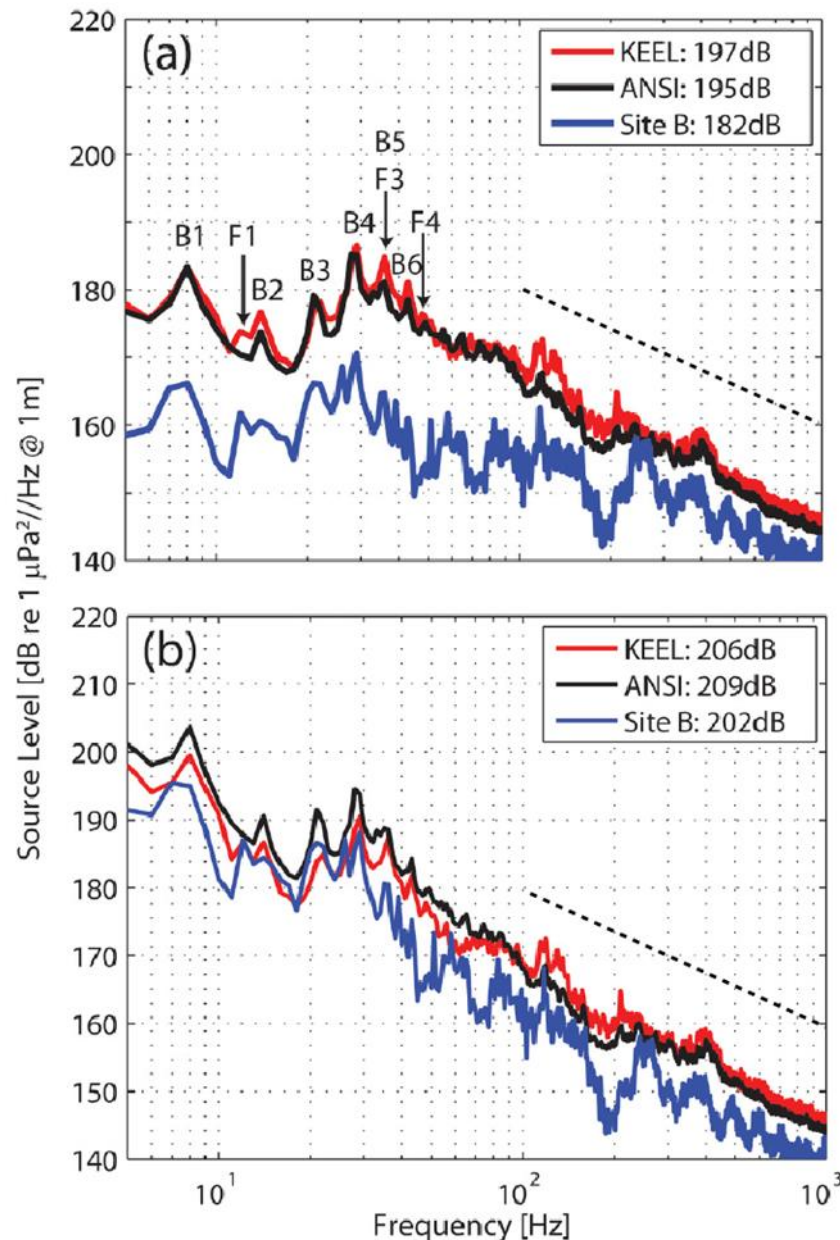 220
(a)
KEEL: 197dB
ANSI: 195dB
Site B: 182dB
200
B5
F3
F4
B1
F1
B2
B3
B4
B6
180
160
140
220
(b)
KEEL: 206dB
ANSI: 209dB
Site B: 202dB
210
200
190
180
170
160
150
140
10¹
10²
10³
Frequency [Hz]
Source Level [dB re 1 µPa²//Hz @ 1m]